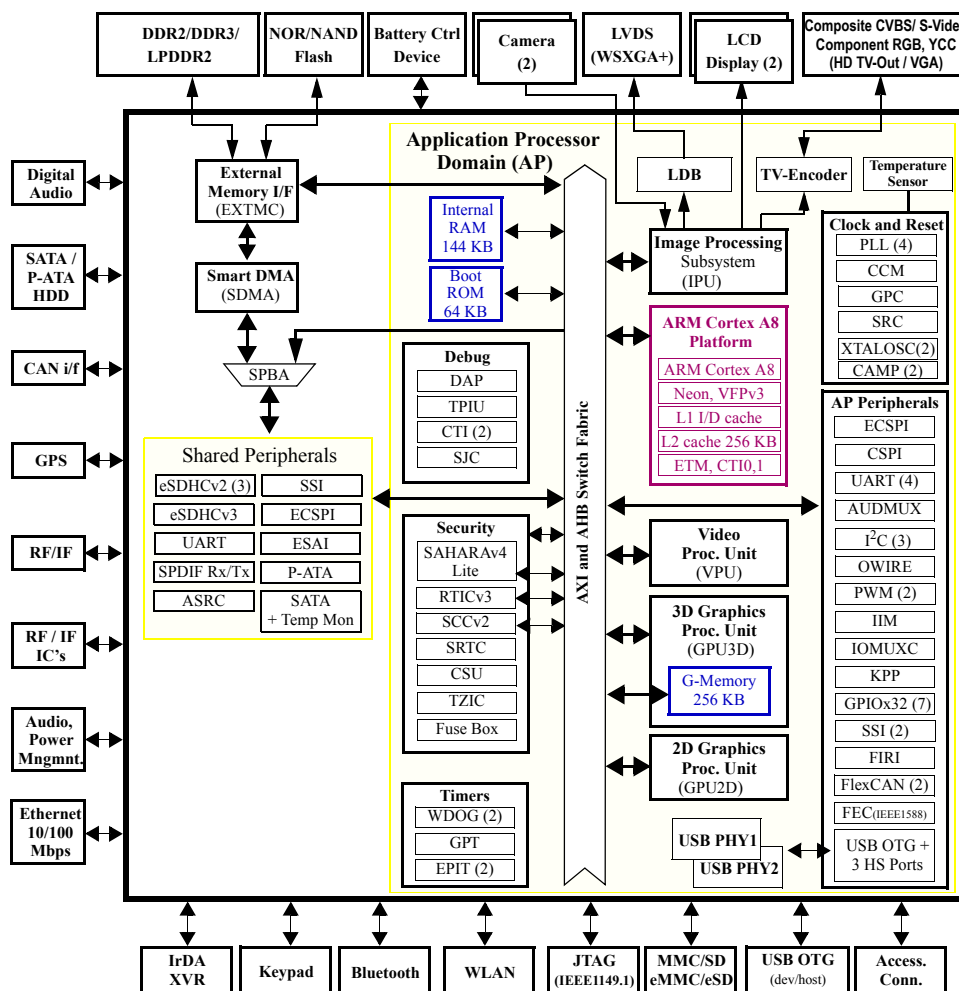 DDR2/DDR3/
LPDDR2
NOR/NAND
Flash
Battery Ctrl
Device
Camera
(2)
LVDS
(WSXGA+)
LCD
Display (2)
Composite CVBS/ S-Video
Component RGB, YCC
(HD TV-Out / VGA)
Digital
Audio
SATA /
P-ATA
HDD
CAN i/f
GPS
RF/IF
RF / IF
IC's
Audio,
Power
Mngmnt.
Ethernet
10/100
Mbps
External
Memory I/F
(EXTMC)
Smart DMA
(SDMA)
SPBA
Shared Peripherals
eSDHCv2 (3)
SSI
eSDHCv3
ECSPI
UART
ESAI
SPDIF Rx/Tx
P-ATA
ASRC
SATA
+ Temp Mon
Application Processor
Domain (AP)
Internal
RAM
144 KB
Boot
ROM
64 KB
Debug
DAP
TPIU
CTI (2)
SJC
Security
SAHARAv4
Lite
RTICv3
SCCv2
SRTC
CSU
TZIC
Fuse Box
Timers
WDOG (2)
GPT
EPIT (2)
AXI and AHB Switch Fabric
LDB
TV-Encoder
Image Processing
Subsystem
(IPU)
ARM Cortex A8
Platform
ARM Cortex A8
Neon, VFPv3
L1 I/D cache
L2 cache 256 KB
ETM, CTI0,1
Video
Proc. Unit
(VPU)
3D Graphics
Proc. Unit
(GPU3D)
G-Memory
256 KB
2D Graphics
Proc. Unit
(GPU2D)
USB PHY1
USB PHY2
Temperature
Sensor
Clock and Reset
PLL (4)
CCM
GPC
SRC
XTALOSC(2)
CAMP (2)
AP Peripherals
ECSPI
CSPI
UART (4)
AUDMUX
I2C (3)
OWIRE
PWM (2)
IIM
IOMUXC
KPP
GPIOx32 (7)
SSI (2)
FIRI
FlexCAN (2)
FEC(IEEE1588)
USB OTG +
3 HS Ports
IrDA
XVR
Keypad
Bluetooth
WLAN
JTAG
(IEEE1149.1)
MMC/SD
eMMC/eSD
USB OTG
(dev/host)
Access.
Conn.